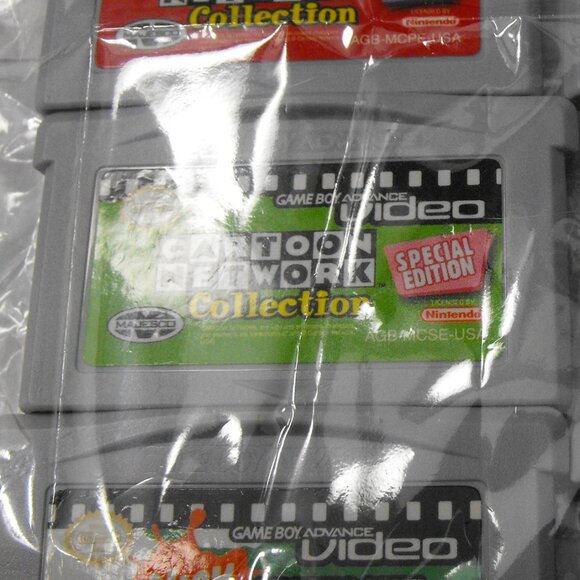 Collection
LICENSED BY
Nintendo
MAJESCO
AGB-MCPE-USA
GAME BOY ADVANCE
video
CARTOON
NETWORK
SPECIAL
EDITION
Collection
LICENSED BY
Nintendo
MAJESCO
AGB-MCSE-USA
GAME BOY ADVANCE
video